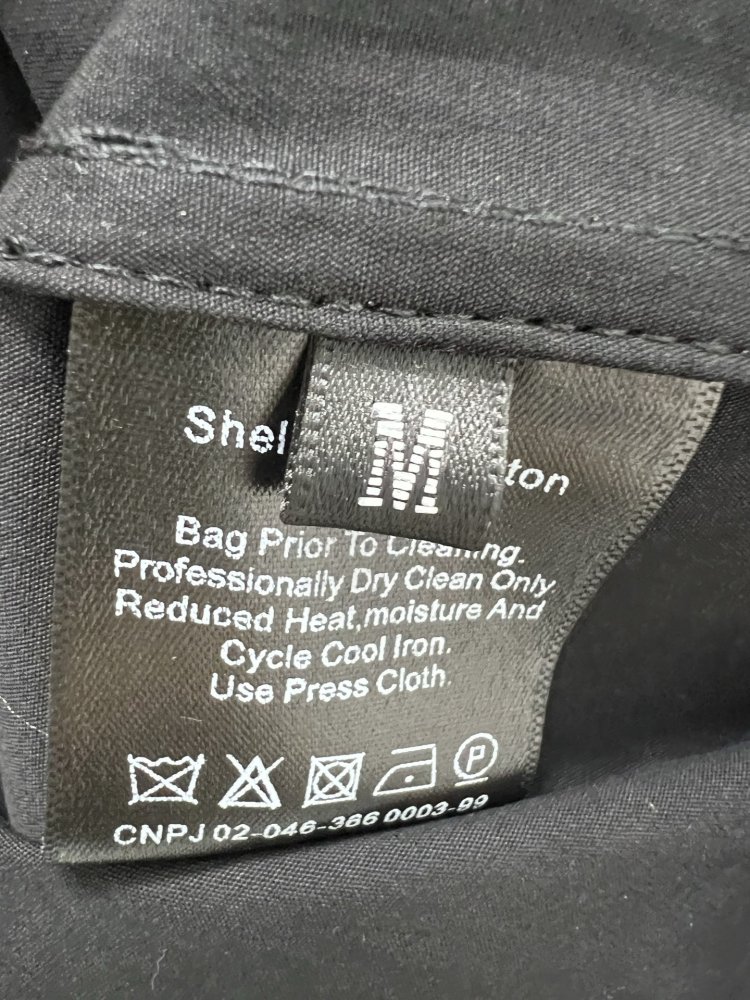 M
Shel ton
Bag Prior To Cleaning.
Professionally Dry Clean Only
Reduced Heat,moisture And
Cycle Cool Iron.
Use Press Cloth.
P
CNPJ 02-046-366 0003-99